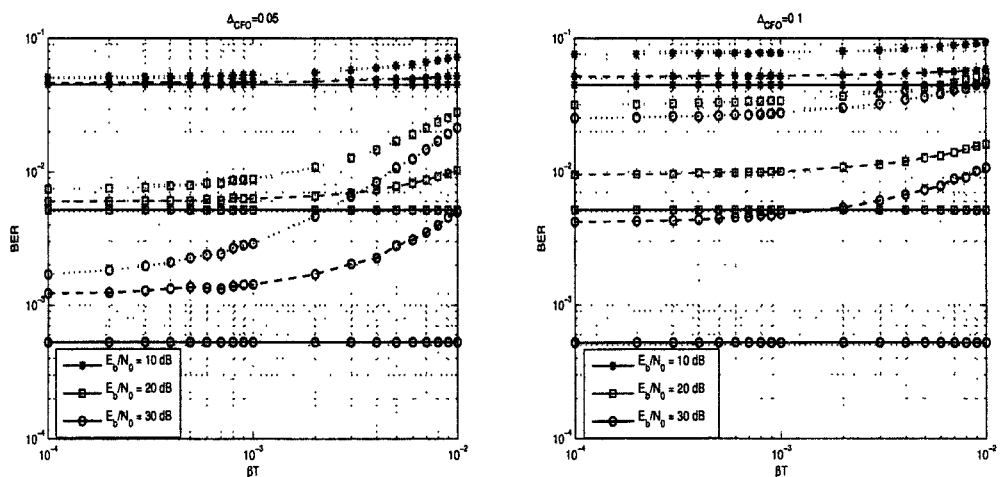 Δ_CFO=0 05
10^-1
10^-2
10^-3
10^-4
BER
E_b/N_0 = 10 dB
E_b/N_0 = 20 dB
E_b/N_0 = 30 dB
10^-4
10^-3
10^-2
βT
Δ_CFO=0 1
10^-1
10^-2
10^-3
10^-4
BER
E_b/N_0 = 10 dB
E_b/N_0 = 20 dB
E_b/N_0 = 30 dB
10^-4
10^-3
10^-2
βT